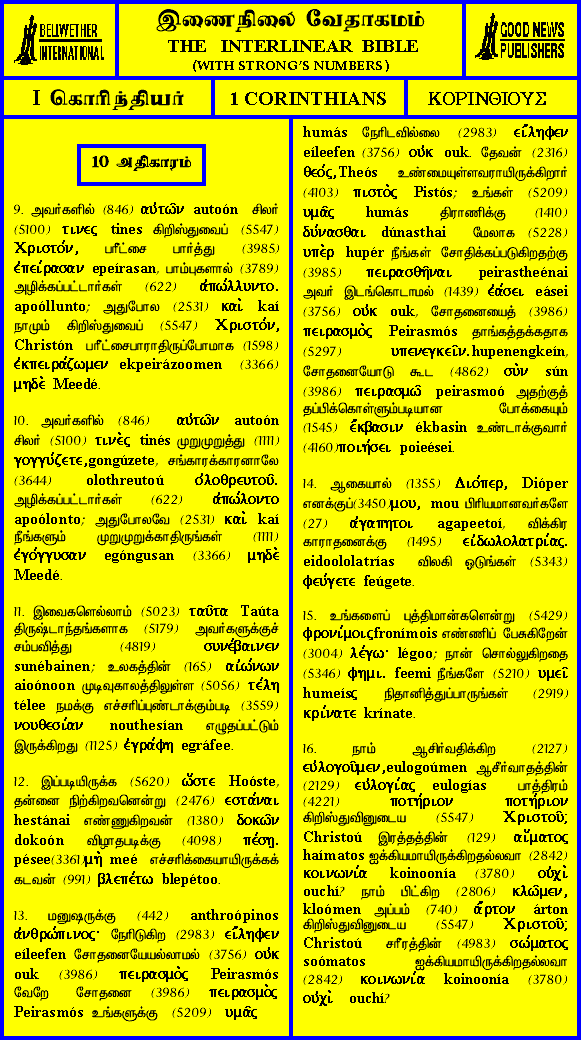 BELLWETHER
INTERNATIONAL
இணைநிலை வேதாகமம்
THE INTERLINEAR BIBLE
(WITH STRONG'S NUMBERS)
GOOD NEWS
PUBLISHERS
I கொரிந்தியர்
1 CORINTHIANS
ΚΟΡΙΝΘΙΟΥΣ
10 அதிகாரம்
9. அவர்களில் (846) αὐτῶν autoón சிலர்
(5100) τινες tines கிறிஸ்துவைப் (5547)
Χριστόν, பரீட்சை பார்த்து (3985)
ἐπείρασαν epeírasan, பாம்புகளால் (3789)
அழிக்கப்பட்டார்கள் (622) ἀπώλλυντο.
apoóllunto; அதுபோல (2531) καὶ kaí
நாமும் கிறிஸ்துவைப் (5547) Χριστόν,
Christón பரீட்சைபாராதிருப்போமாக (1598)
ἐκπειράζωμεν ekpeirázoomen (3366)
μηδὲ Meedé.
10. அவர்களில் (846) αὐτῶν autoón
சிலர் (5100) τινὲς tinés முறுமுறுத்து (1111)
γογγύζετε,gongúzete, சங்காரக்காரனாலே
(3644) olothreutoú ὀλοθρευτοῦ.
அழிக்கப்பட்டார்கள் (622) ἀπώλοντο
apoólonto; அதுபோலவே (2531) καὶ kaí
நீங்களும் முறுமுறுக்காதிருங்கள் (1111)
ἐγόγγυσαν egóngusan (3366) μηδὲ
Meedé.
11. இவைகளெல்லாம் (5023) ταῦτα Taúta
திருஷ்டாந்தங்களாக (5179) அவர்களுக்குச்
சம்பவித்து (4819) συνέβαινεν
sunébainen; உலகத்தின் (165) αἰώνων
aioónoon முடிவுகாலத்திலுள்ள (5056) τέλη
télee நமக்கு எச்சரிப்புண்டாக்கும்படி (3559)
νουθεσίαν nouthesían எழுதப்பட்டும்
இருக்கிறது (1125) ἐγράφη egráfee.
12. இப்படியிருக்க (5620) ὥστε Hoóste,
தன்னை நிற்கிறவனென்று (2476) εστάναι
hestánai எண்ணுகிறவன் (1380) δοκῶν
dokoón விழாதபடிக்கு (4098) πέσῃ.
pésee(3361)μὴ meé எச்சரிக்கையாயிருக்கக்
கடவன் (991) βλεπέτω blepétoo.
13. மனுஷருக்கு (442) anthroópinos
ἀνθρώπινος· நேரிடுகிற (2983) εἴληφεν
eíleefen சோதனையேயல்லாமல் (3756) οὐκ
ouk (3986) πειρασμὸς Peirasmós
வேறே சோதனை (3986) πειρασμὸς
Peirasmós உங்களுக்கு (5209) υμᾶς
humás நேரிடவில்லை (2983) εἴληφεν
eíleefen (3756) οὐκ ouk. தேவன் (2316)
θεός,Theós உண்மையுள்ளவராயிருக்கிறார்
(4103) πιστὸς Pistós; உங்கள் (5209)
υμᾶς humás திராணிக்கு (1410)
δύνασθαι dúnasthai மேலாக (5228)
υπὲρ hupér நீங்கள் சோதிக்கப்படுகிறதற்கு
(3985) πειρασθῆναι peirastheénai
அவர் இடங்கொடாமல் (1439) ἐάσει eásei
(3756) οὐκ ouk, சோதனையைத் (3986)
πειρασμὸς Peirasmós தாங்கத்தக்கதாக
(5297) υπενεγκεῖν.hupenengkeín,
சோதனையோடு கூட (4862) σὺν sún
(3986) πειρασμῷ peirasmoó அதற்குத்
தப்பிக்கொள்ளும்படியான போக்கையும்
(1545) ἔκβασιν ékbasin உண்டாக்குவார்
(4160)ποιήσει poieései.
14. ஆகையால் (1355) Διόπερ, Dióper
எனக்குப்(3450)μου, mou பிரியமானவர்களே
(27) ἀγαπητοι agapeetoí, விக்கிர
காராதனைக்கு (1495) εἰδωλολατρίας.
eidoololatrías விலகி ஒடுங்கள் (5343)
φεύγετε feúgete.
15. உங்களைப் புத்திமான்களென்று (5429)
φρονίμοιςfronímois எண்ணிப் பேசுகிறேன்
(3004) λέγω· légoo; நான் சொல்லுகிறதை
(5346) φημι. feemi நீங்களே (5210) υμεῖ
humeís நிதானித்துப்பாருங்கள் (2919)
κρίνατε krínate.
16. நாம் ஆசிர்வதிக்கிற (2127)
εὐλογοῦμεν,eulogoúmen ஆசீர்வாதத்தின்
(2129) εὐλογίας eulogías பாத்திரம்
(4221) ποτήριον ποτήριον
கிறிஸ்துவினுடைய (5547) Χριστοῦ;
Christoú இரத்தத்தின் (129) αἵματος
haímatos ஐக்கியமாயிருக்கிறதல்லவா (2842)
κοινωνία koinoonía (3780) οὐχὶ
ouchí? நாம் பிட்கிற (2806) κλῶμεν,
kloómen அப்பம் (740) ἄρτον árton
கிறிஸ்துவினுடைய (5547) Χριστοῦ;
Christoú சரீரத்தின் (4983) σώματος
soómatos ஐக்கியமாயிருக்கிறதல்லவா
(2842) κοινωνία koinoonía (3780)
οὐχὶ ouchí?